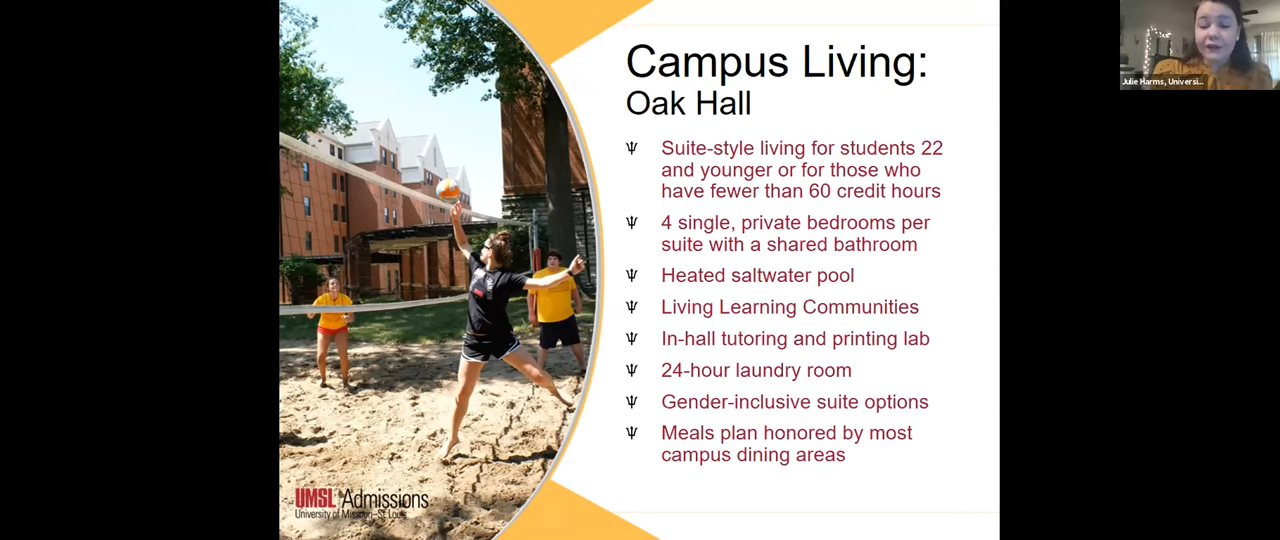 Campus Living:
Oak Hall
Suite-style living for students 22
and younger or for those who
have fewer than 60 credit hours
4 single, private bedrooms per
suite with a shared bathroom
Heated saltwater pool
Living Learning Communities
In-hall tutoring and printing lab
24-hour laundry room
Gender-inclusive suite options
Meals plan honored by most
campus dining areas
UMSL Admissions
University of Missouri–St. Louis
Julie Harms, Universi...